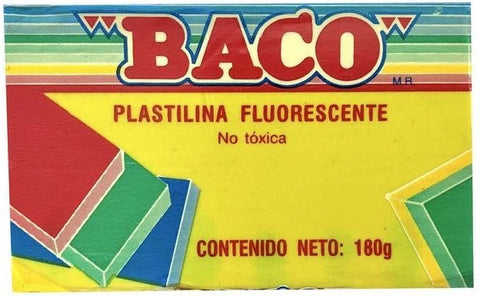 "BACO"
M.R.
PLASTILINA FLUORESCENTE
No tóxica
CONTENIDO NETO: 180g